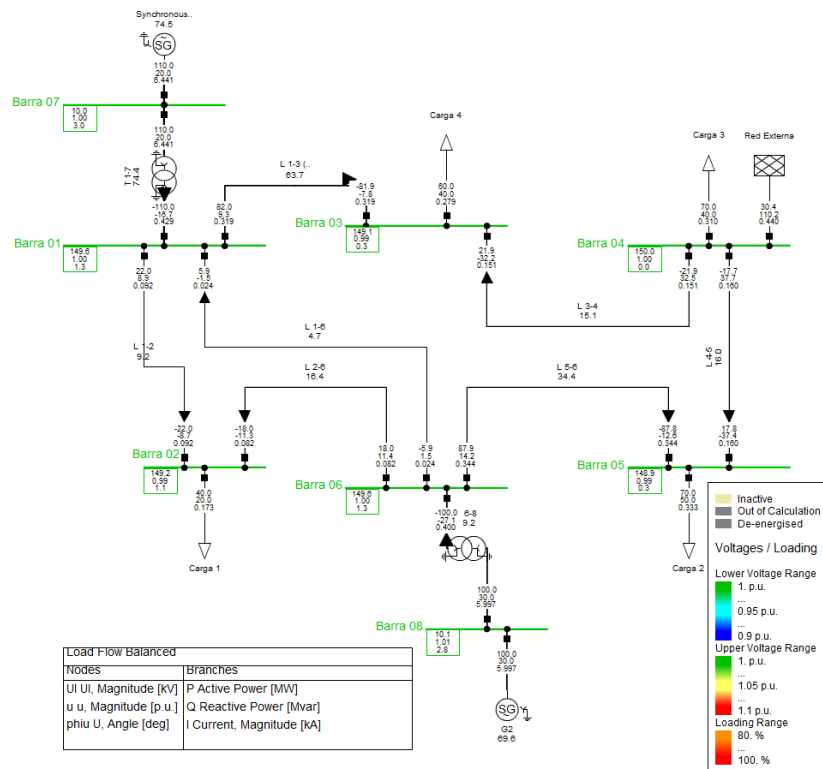 Synchronous..
74.5
SG
110.0
20.0
6.441
Barra 07
10.0
1.00
3.0
110.0
20.0
6.441
T 1-7
74.4
-110.0
-16.7
0.429
L 1-3 (..
63.7
82.0
9.3
0.319
-81.9
-7.8
0.319
Carga 4
60.0
40.0
0.279
Carga 3
70.0
40.0
0.310
Red Externa
30.4
110.2
0.440
Barra 01
149.6
1.00
1.3
Barra 03
149.1
0.99
0.3
Barra 04
150.0
1.00
0.0
22.0
8.9
0.092
5.9
-1.5
0.024
21.9
-32.2
0.151
-21.9
32.5
0.151
-17.7
37.7
0.160
L 3-4
15.1
L 1-6
4.7
L 1-2
9.2
L 2-6
16.4
L 5-6
34.4
L 4-5
16.0
-22.0
-8.7
0.092
-18.0
-11.3
0.082
18.0
11.4
0.082
-5.9
1.5
0.024
87.9
14.2
0.344
-87.8
-12.6
0.344
17.8
-37.4
0.160
Barra 02
149.2
0.99
1.1
Barra 06
149.6
1.00
1.3
Barra 05
148.9
0.99
0.3
40.0
20.0
0.173
Carga 1
-100.0
-27.1
0.400
6-8
9.2
70.0
50.0
0.333
Carga 2
100.0
30.0
5.997
Barra 08
10.1
1.01
2.8
100.0
30.0
5.997
SG
G2
69.6
Load Flow Balanced
Nodes Branches
Ul Ul, Magnitude [kV] P Active Power [MW]
u u, Magnitude [p.u.] Q Reactive Power [Mvar]
phiu U, Angle [deg] I Current, Magnitude [kA]
Inactive
Out of Calculation
De-energised
Voltages / Loading
Lower Voltage Range
1. p.u.
...
0.95 p.u.
...
0.9 p.u.
Upper Voltage Range
1. p.u.
...
1.05 p.u.
...
1.1 p.u.
Loading Range
80. %
...
100. %